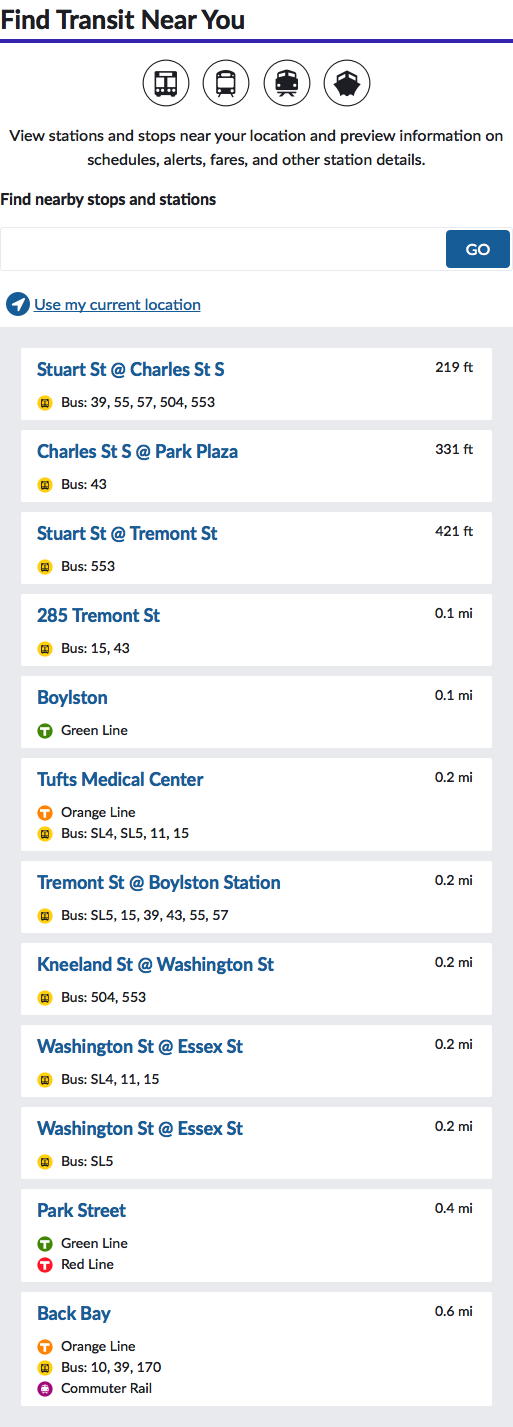 Find Transit Near You
View stations and stops near your location and preview information on
schedules, alerts, fares, and other station details.
Find nearby stops and stations
GO
Use my current location
Stuart St @ Charles St S 219 ft
Bus: 39, 55, 57, 504, 553
Charles St S @ Park Plaza 331 ft
Bus: 43
Stuart St @ Tremont St 421 ft
Bus: 553
285 Tremont St 0.1 mi
Bus: 15, 43
Boylston 0.1 mi
T Green Line
Tufts Medical Center 0.2 mi
T Orange Line
Bus: SL4, SL5, 11, 15
Tremont St @ Boylston Station 0.2 mi
Bus: SL5, 15, 39, 43, 55, 57
Kneeland St @ Washington St 0.2 mi
Bus: 504, 553
Washington St @ Essex St 0.2 mi
Bus: SL4, 11, 15
Washington St @ Essex St 0.2 mi
Bus: SL5
Park Street 0.4 mi
T Green Line
T Red Line
Back Bay 0.6 mi
T Orange Line
Bus: 10, 39, 170
Commuter Rail